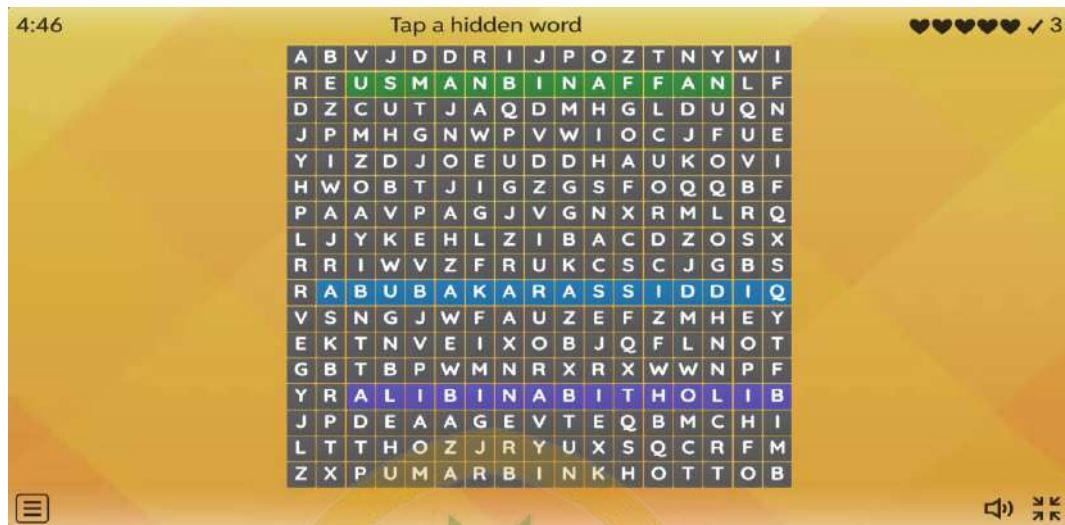 4:46 Tap a hidden word 3
A B V J D D R I J P O Z T N Y W I
R E U S M A N B I N A F F A N L F
D Z C U T J A Q D M H G L D U Q N
J P M H G N W P V W I O C J F U E
Y I Z D J O E U D D H A U K O V I
H W O B T J I G Z G S F O Q Q B F
P A A V P A G J V G N X R M L R Q
L J Y K E H L Z I B A C D Z O S X
R R I W V Z F R U K C S C J G B S
R A B U B A K A R A S S I D D I Q
V S N G J W F A U Z E F Z M H E Y
E K T N V E I X O B J Q F L N O T
G B T B P W M N R X R X W W N P F
Y R A L I B I N A B I T H O L I B
J P D E A A G E V T E Q B M C H I
L T T H O Z J R Y U X S Q C R F M
Z X P U M A R B I N K H O T T O B